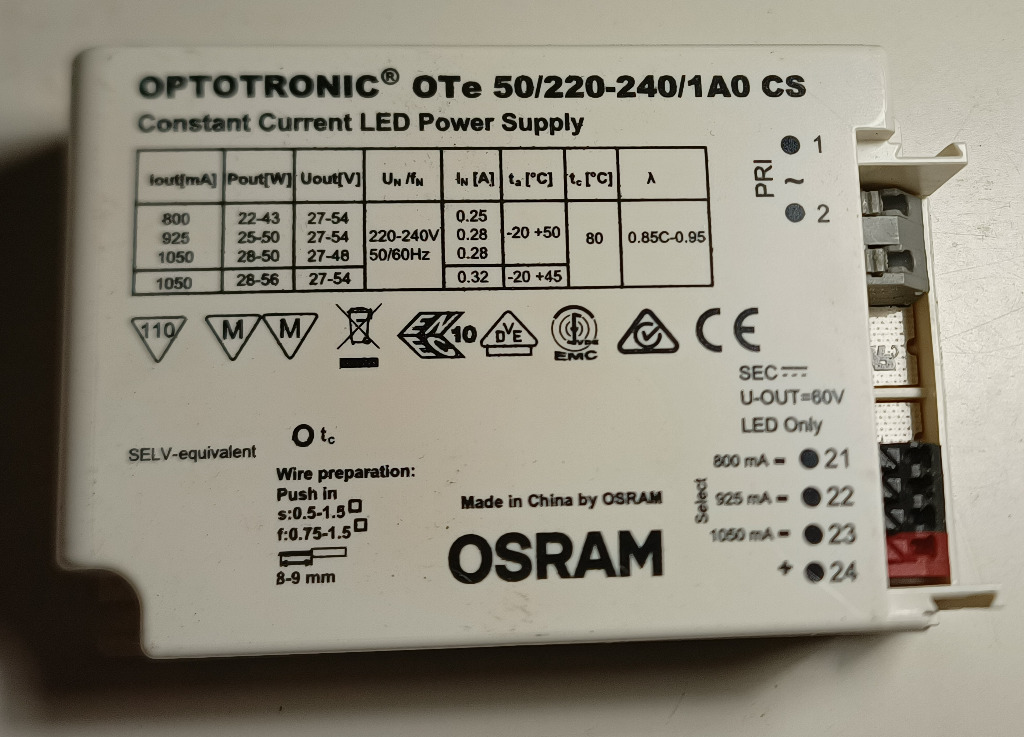 OPTOTRONIC® OTe 50/220-240/1A0 CS
Constant Current LED Power Supply
Iout[mA] Pout[W] Uout[V] UN /fN IN [A] ta [°C] tc [°C] λ
800 22-43 27-54 220-240V 50/60Hz 0.25 -20 +50 80 0.85C-0.95
925 25-50 27-54 0.28
1050 28-50 27-48 0.28
1050 28-56 27-54 0.32 -20 +45
PRI
1
~
2
110 M M ENEC 10 DVE VDE EMC CE
SEC
U-OUT=60V
LED Only
SELV-equivalent
tc
Wire preparation:
Push in
s:0.5-1.5
f:0.75-1.5
8-9 mm
Made in China by OSRAM
OSRAM
Select
800 mA - 21
925 mA - 22
1050 mA - 23
+ 24